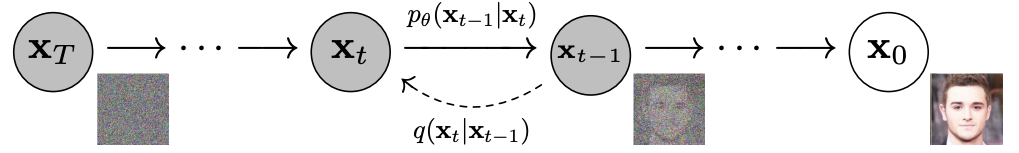 p_θ(x_{t−1}|x_t)
x_T ⋯ x_t x_{t−1} ⋯ x_0
q(x_t|x_{t−1})